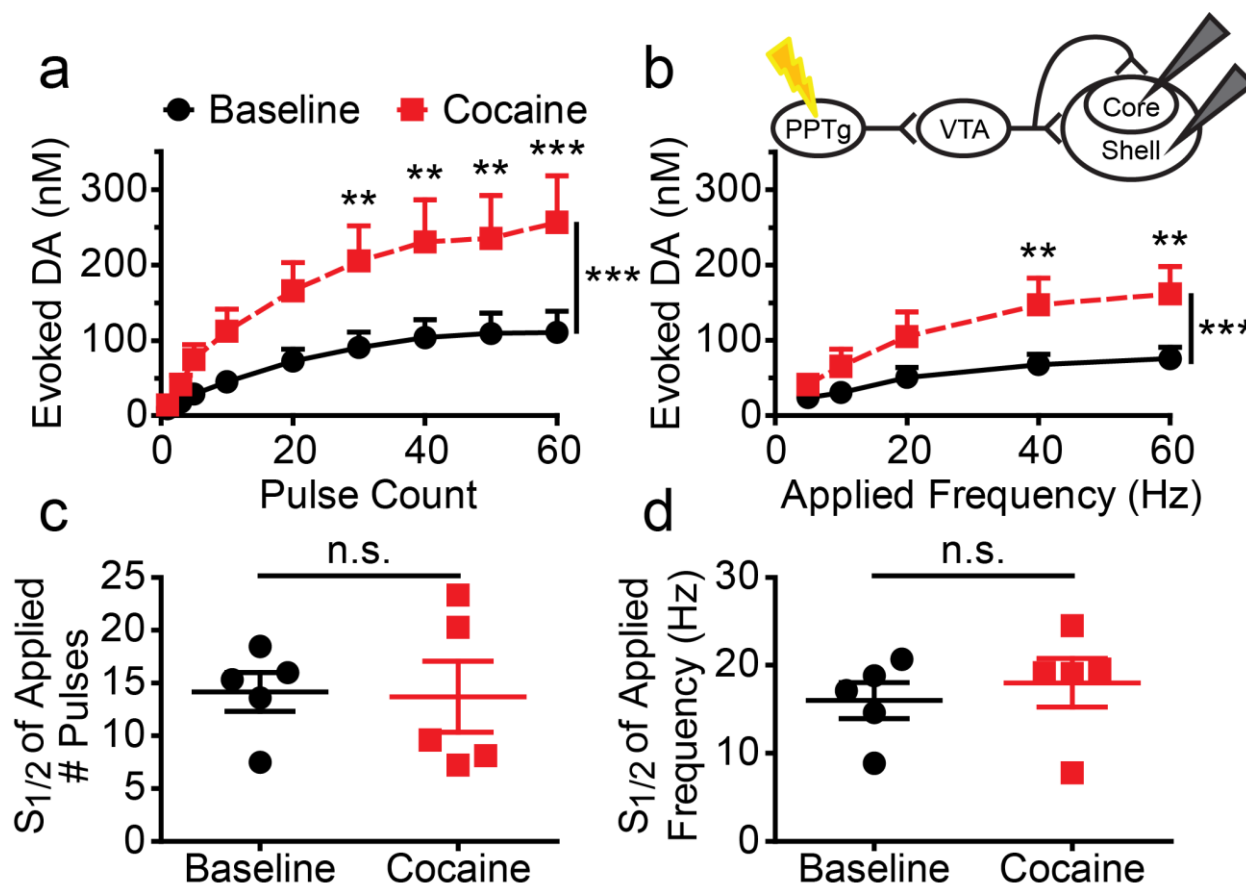 a
Baseline Cocaine
Evoked DA (nM)
300
200
100
0
** ** ** ***
***
0 20 40 60
Pulse Count
b
PPTg VTA Core
Shell
Evoked DA (nM)
300
200
100
0
** **
***
0 20 40 60
Applied Frequency (Hz)
c
n.s.
S1/2 of Applied
# Pulses
25
20
15
10
5
0
Baseline Cocaine
d
n.s.
S1/2 of Applied
Frequency (Hz)
30
20
10
0
Baseline Cocaine